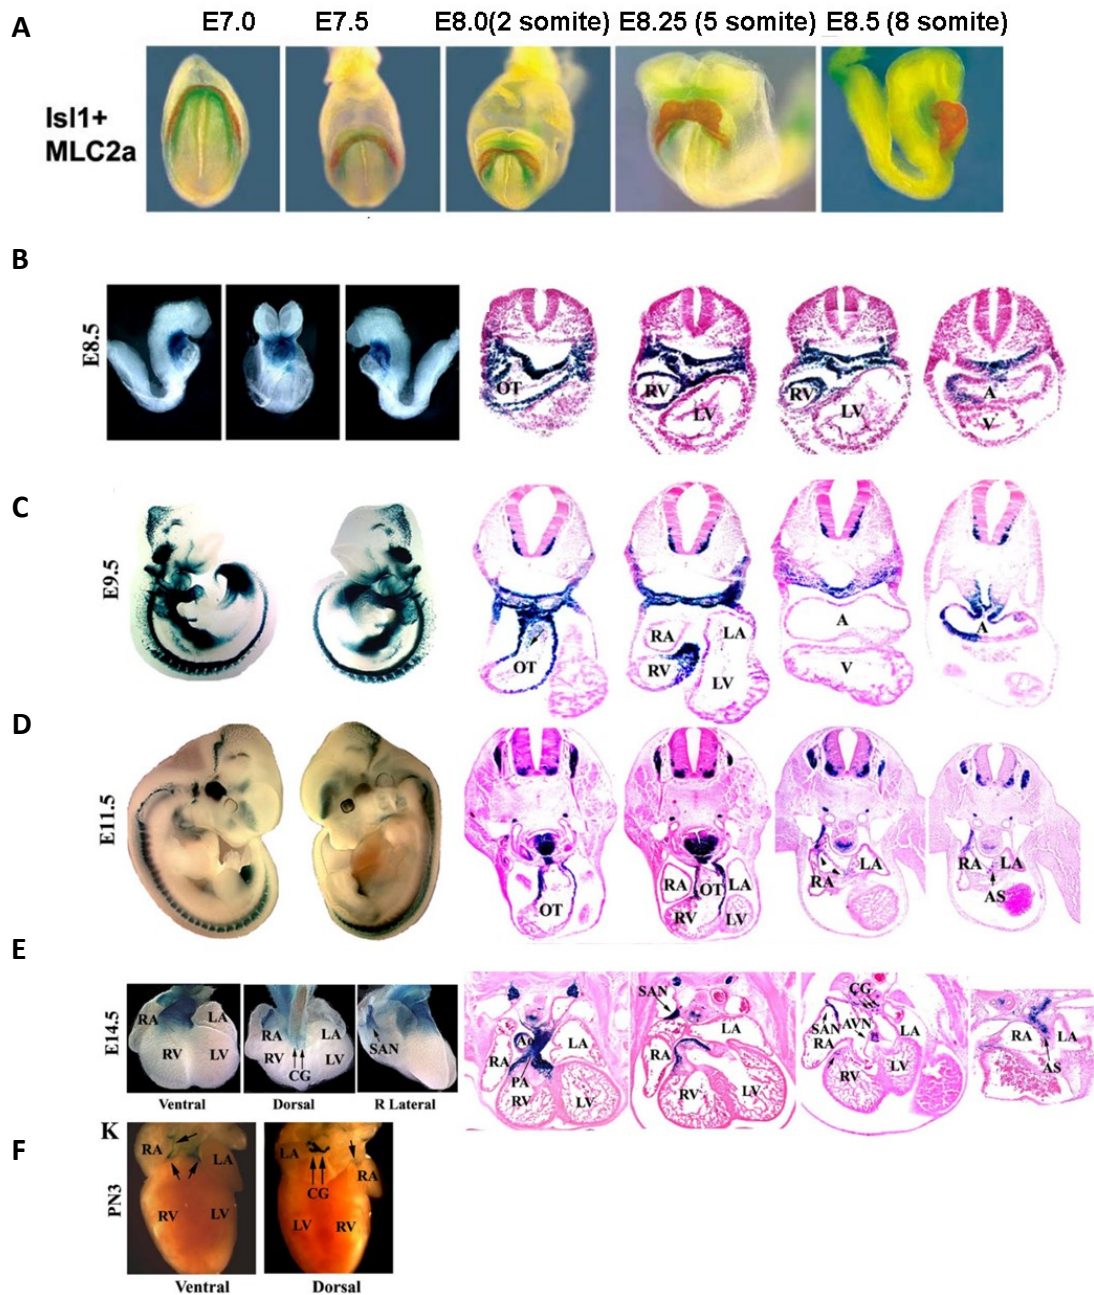 A
E7.0 E7.5 E8.0(2 somite) E8.25 (5 somite) E8.5 (8 somite)
Isl1+
MLC2a
B
E8.5
OT RV LV RV LV A V
C
E9.5
OT RA LA RV LV A V A
D
E11.5
OT RA OT LA RV LV RA LA RA LA AS
E
E14.5
RA LA RV LV
Ventral
RA LA RV LV CG
Dorsal
SAN
R Lateral
Ao RA LA PA RV LV
SAN LA RA RV LV
CG SAN AVN LA RA RV
RA LA AS
F
K
PN3
RA LA RV LV
Ventral
LA RA CG LV RV
Dorsal